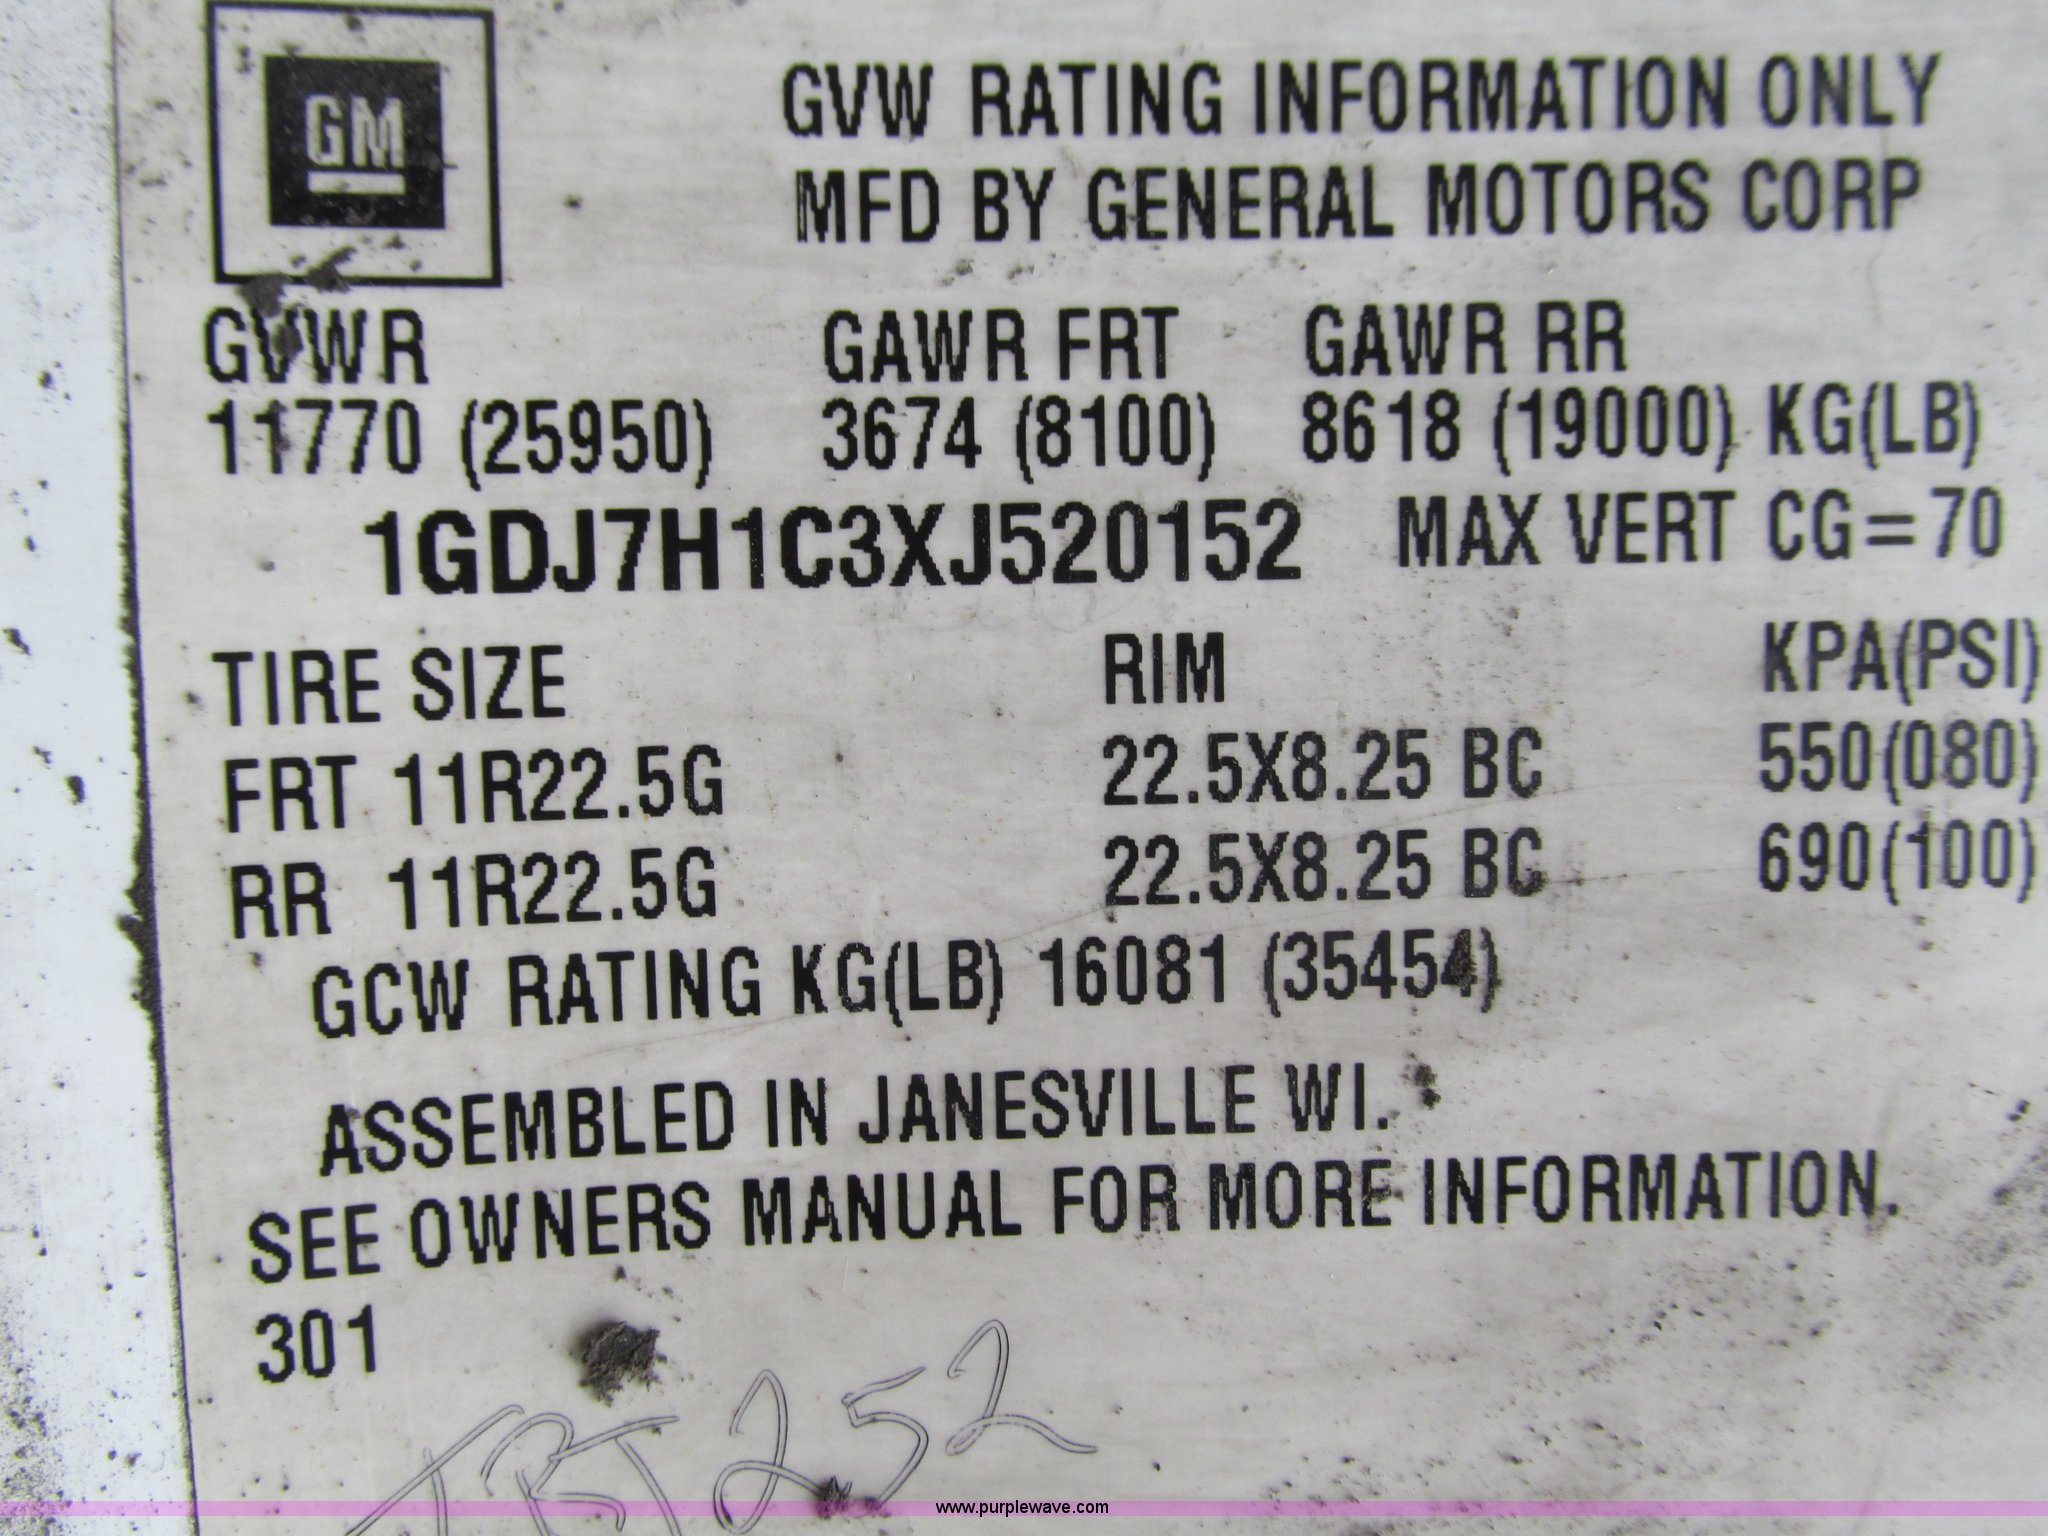 GM
GVW RATING INFORMATION ONLY
MFD BY GENERAL MOTORS CORP
GVWR GAWR FRT GAWR RR
11770 (25950) 3674 (8100) 8618 (19000) KG(LB)
1GDJ7H1C3XJ520152 MAX VERT CG=70
TIRE SIZE RIM KPA(PSI)
FRT 11R22.5G 22.5X8.25 BC 550(080)
RR 11R22.5G 22.5X8.25 BC 690(100)
GCW RATING KG(LB) 16081 (35454)
ASSEMBLED IN JANESVILLE WI.
SEE OWNERS MANUAL FOR MORE INFORMATION.
301
252
www.purplewave.com